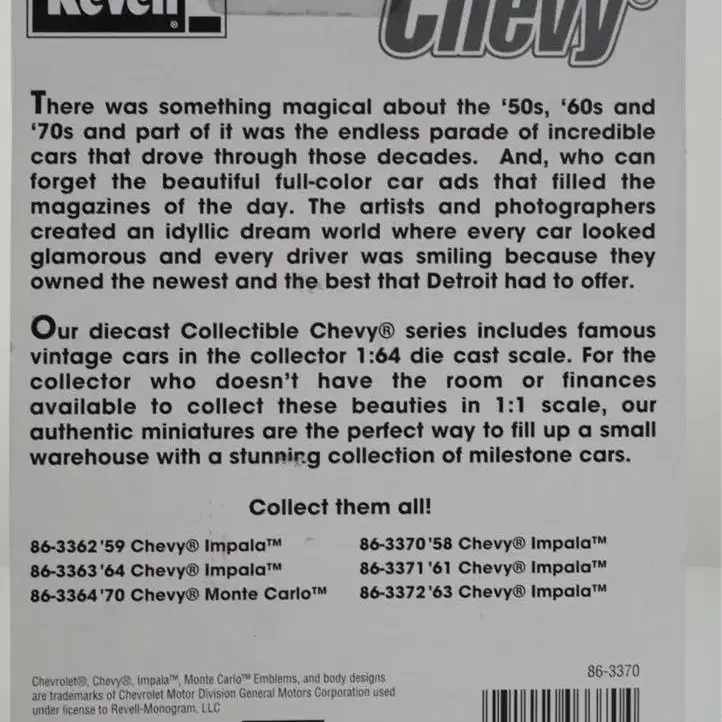 Revell
®
Chevy®
There was something magical about the ‘50s, ‘60s and
‘70s and part of it was the endless parade of incredible
cars that drove through those decades. And, who can
forget the beautiful full-color car ads that filled the
magazines of the day. The artists and photographers
created an idyllic dream world where every car looked
glamorous and every driver was smiling because they
owned the newest and the best that Detroit had to offer.
Our diecast Collectible Chevy® series includes famous
vintage cars in the collector 1:64 die cast scale. For the
collector who doesn’t have the room or finances
available to collect these beauties in 1:1 scale, our
authentic miniatures are the perfect way to fill up a small
warehouse with a stunning collection of milestone cars.
Collect them all!
86-3362 '59 Chevy® Impala™
86-3363 '64 Chevy® Impala™
86-3364 '70 Chevy® Monte Carlo™
86-3370 '58 Chevy® Impala™
86-3371 '61 Chevy® Impala™
86-3372 '63 Chevy® Impala™
Chevrolet®, Chevy®, Impala™, Monte Carlo™ Emblems, and body designs
are trademarks of Chevrolet Motor Division General Motors Corporation used
under license to Revell-Monogram, LLC
86-3370